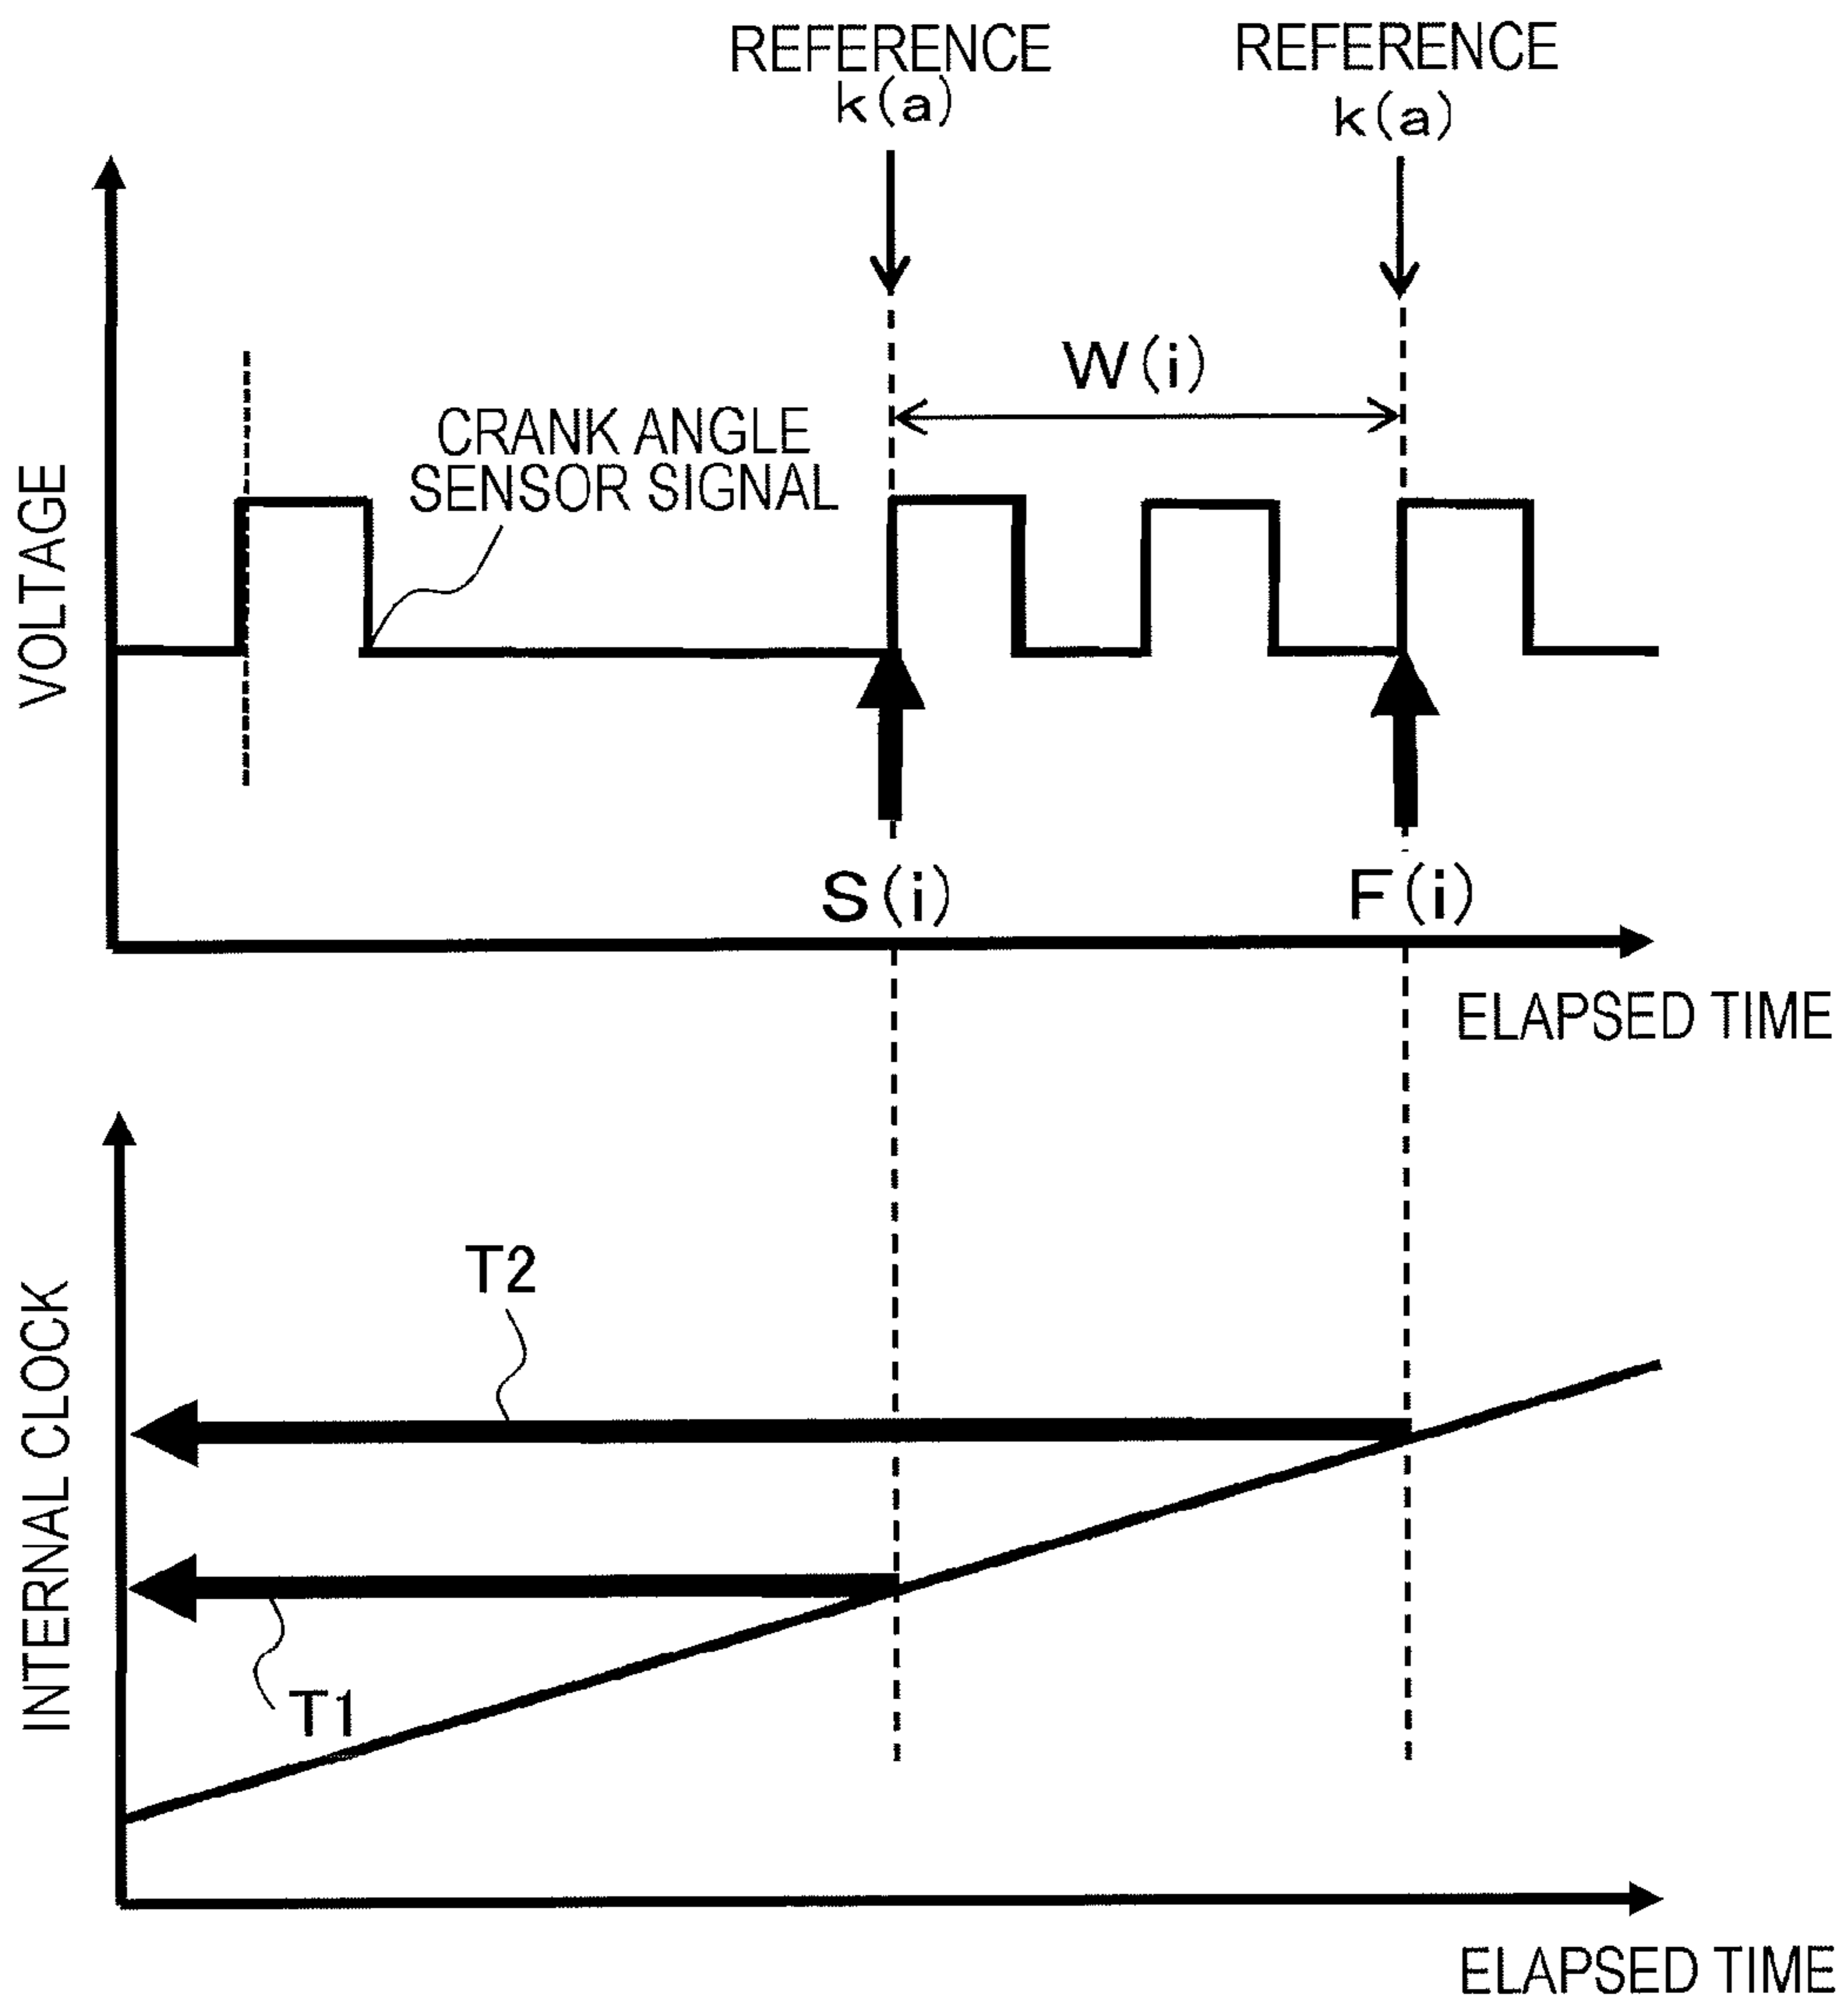 REFERENCE
k(a)
REFERENCE
k(a)
W(i)
CRANK ANGLE
SENSOR SIGNAL
VOLTAGE
S(i)
F(i)
ELAPSED TIME
T2
INTERNAL CLOCK
T1
ELAPSED TIME